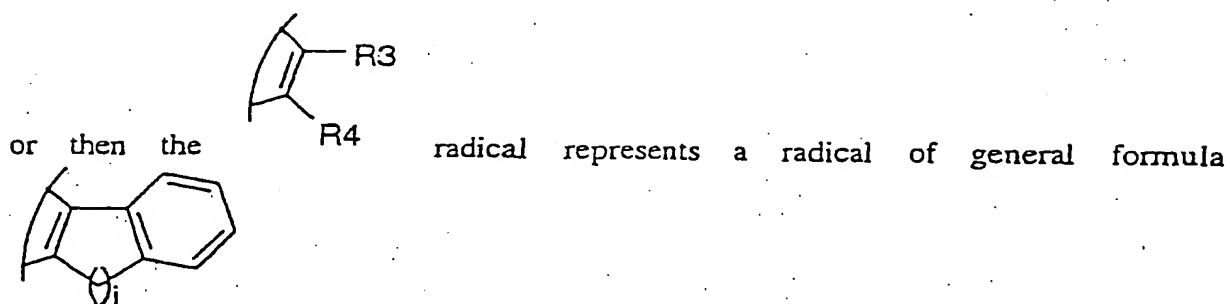 R3
or then the R4 radical represents a radical of general formula
()i